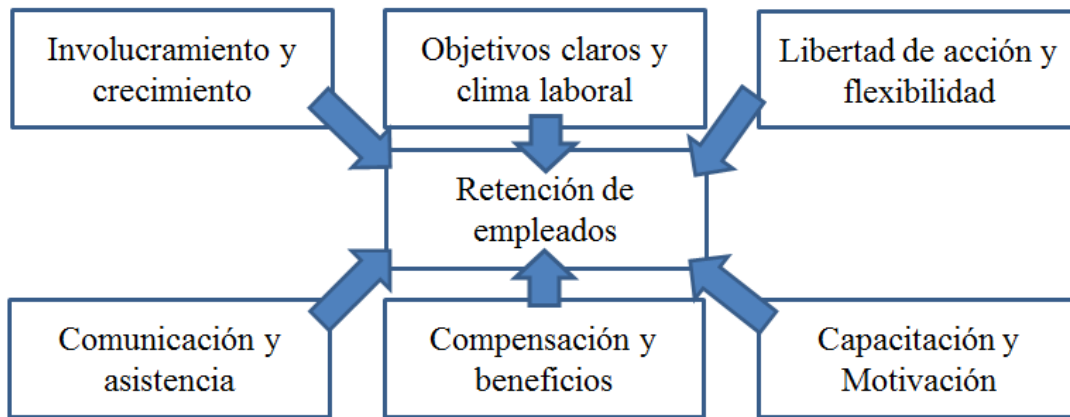 Involucramiento y
crecimiento
Objetivos claros y
clima laboral
Libertad de acción y
flexibilidad
Retención de
empleados
Comunicación y
asistencia
Compensación y
beneficios
Capacitación y
Motivación